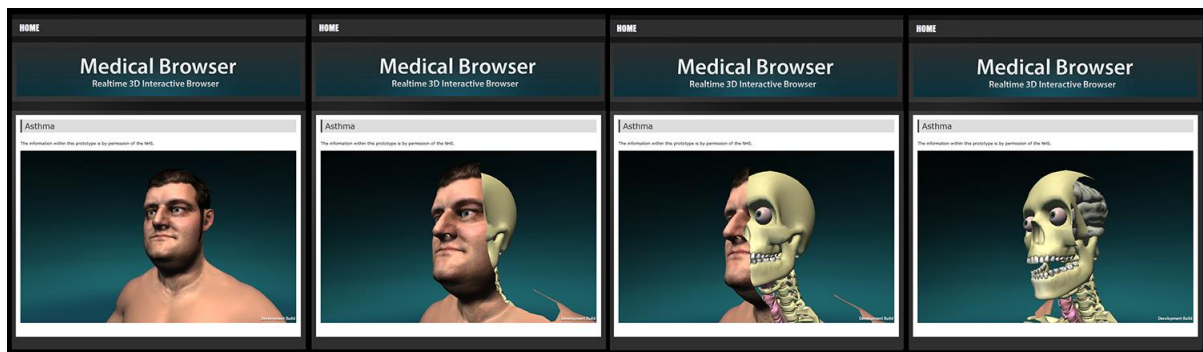 HOME
Medical Browser
Realtime 3D Interactive Browser
Asthma
The information within this prototype is by permission of the NHS.
Development Build
HOME
Medical Browser
Realtime 3D Interactive Browser
Asthma
The information within this prototype is by permission of the NHS.
Development Build
HOME
Medical Browser
Realtime 3D Interactive Browser
Asthma
The information within this prototype is by permission of the NHS.
Development Build
HOME
Medical Browser
Realtime 3D Interactive Browser
Asthma
The information within this prototype is by permission of the NHS.
Development Build